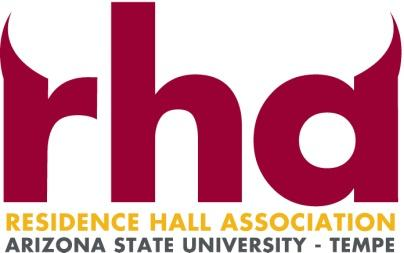 rha
RESIDENCE HALL ASSOCIATION
ARIZONA STATE UNIVERSITY - TEMPE